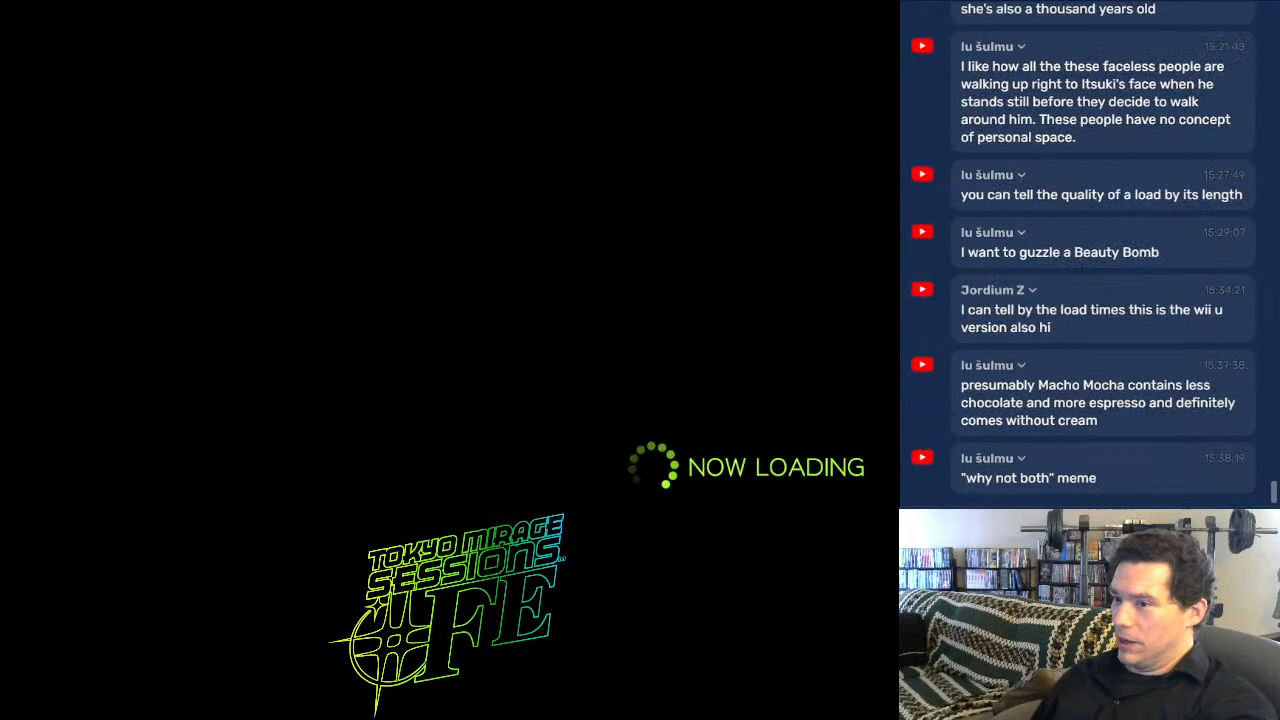 she's also a thousand years old
lu šulmu
15:21:43
I like how all the these faceless people are
walking up right to Itsuki's face when he
stands still before they decide to walk
around him. These people have no concept
of personal space.
lu šulmu
15:27:49
you can tell the quality of a load by its length
lu šulmu
15:29:07
I want to guzzle a Beauty Bomb
Jordium Z
15:34:21
I can tell by the load times this is the wii u
version also hi
lu šulmu
15:37:38
presumably Macho Mocha contains less
chocolate and more espresso and definitely
comes without cream
lu šulmu
15:38:19
"why not both" meme
NOW LOADING
TOKYO MIRAGE
SESSIONS
#FE